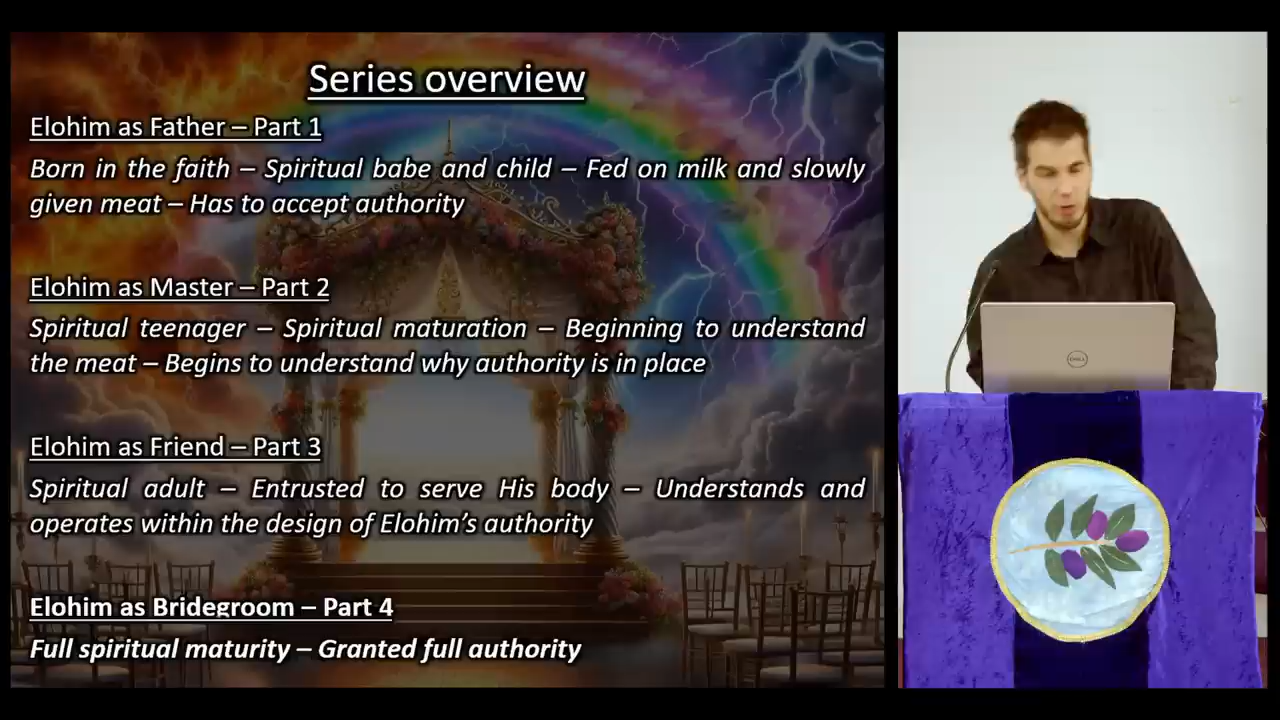 Series overview
Elohim as Father – Part 1
Born in the faith – Spiritual babe and child – Fed on milk and slowly
given meat – Has to accept authority
Elohim as Master – Part 2
Spiritual teenager – Spiritual maturation – Beginning to understand
the meat – Begins to understand why authority is in place
Elohim as Friend – Part 3
Spiritual adult – Entrusted to serve His body – Understands and
operates within the design of Elohim’s authority
Elohim as Bridegroom – Part 4
Full spiritual maturity – Granted full authority
DELL